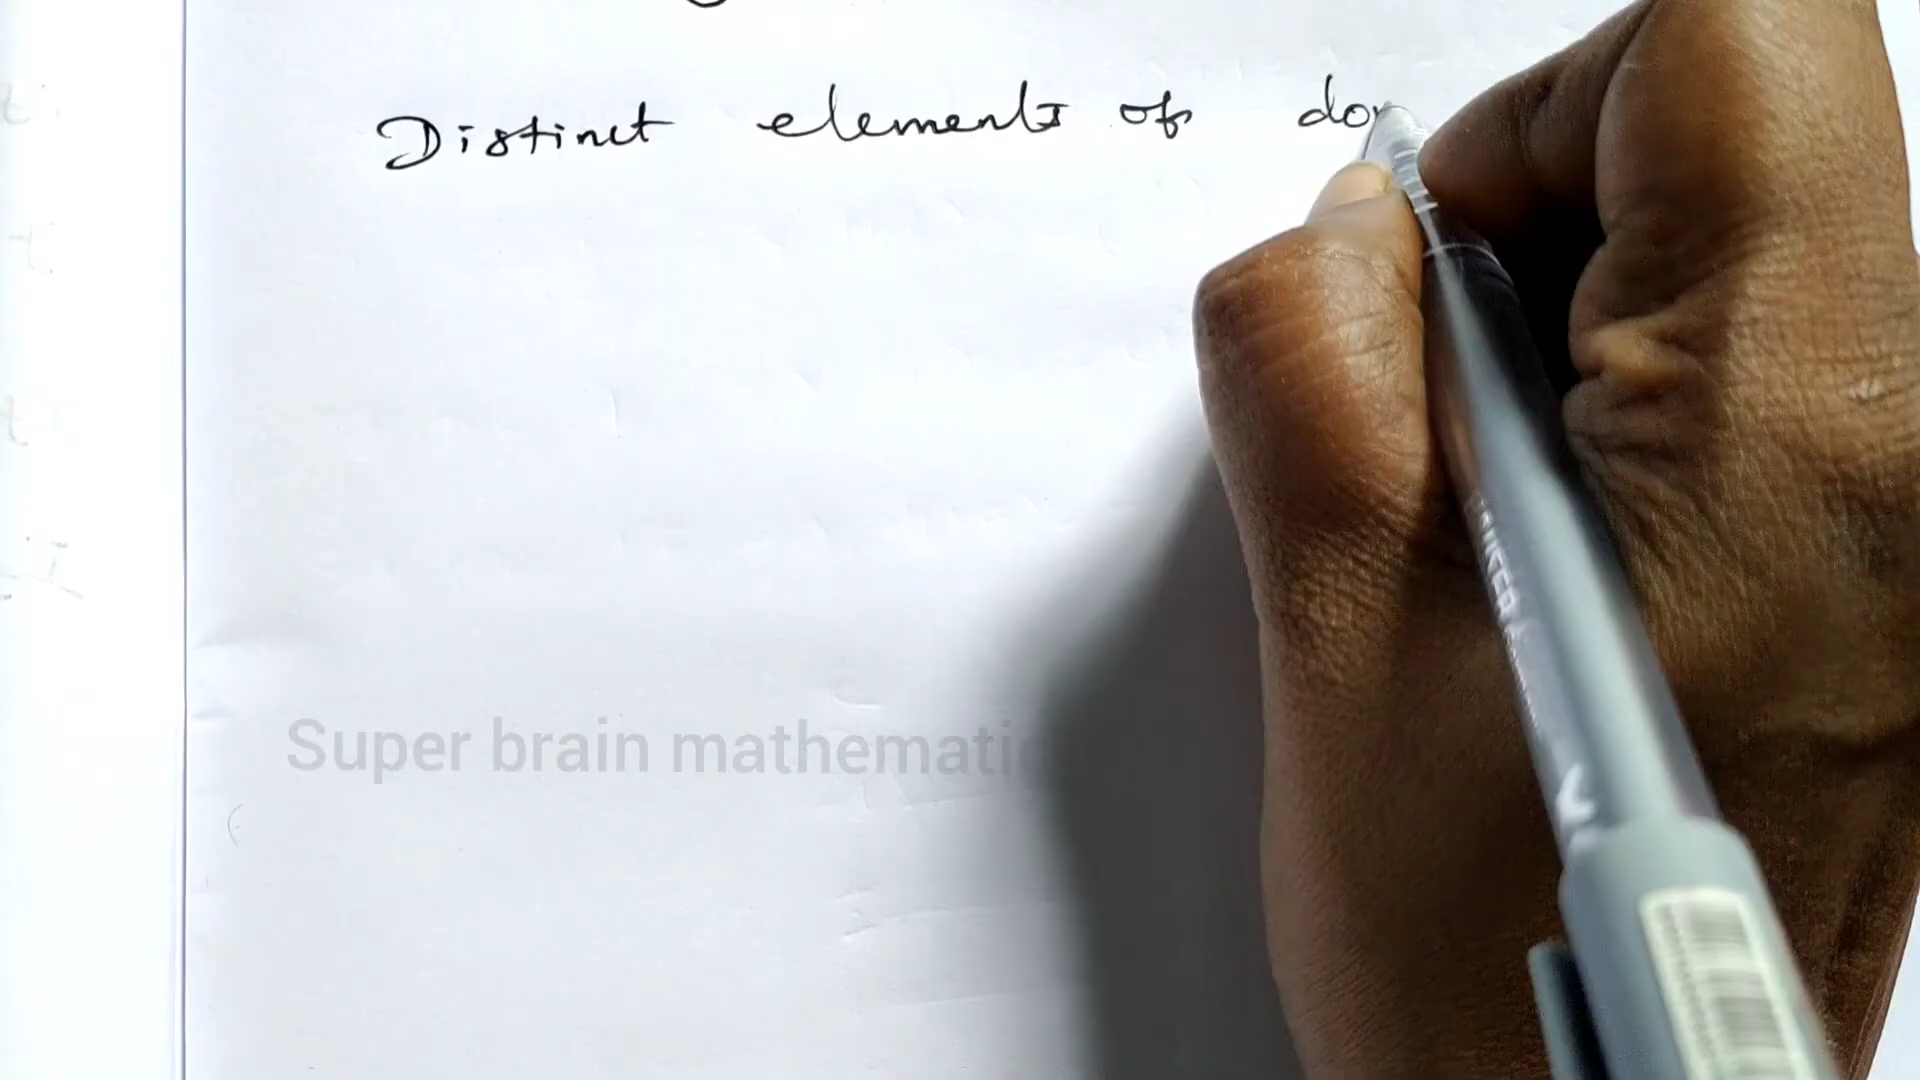 Distinct elements of do
Super brain mathemati